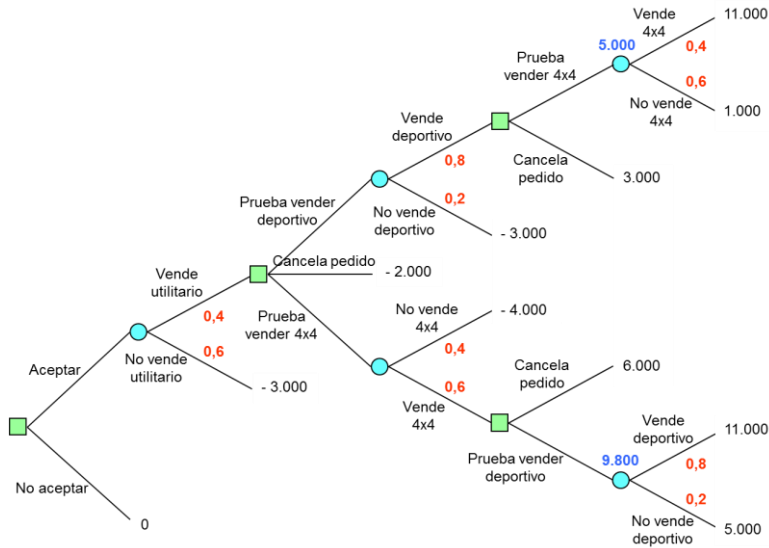 Vende
4x4
11.000
0,4
5.000
Prueba
vender 4x4
0,6
No vende
4x4
1.000
Vende
deportivo
0,8
Cancela
pedido
3.000
Prueba vender
deportivo
0,2
No vende
deportivo
- 3.000
Cancela pedido
- 2.000
Vende
utilitario
0,4
Prueba
vender 4x4
No vende
4x4
- 4.000
0,6
No vende
utilitario
- 3.000
0,4
0,6
Vende
4x4
Cancela
pedido
6.000
Aceptar
Vende
deportivo
11.000
9.800
0,8
Prueba vender
deportivo
0,2
No vende
deportivo
5.000
No aceptar
0